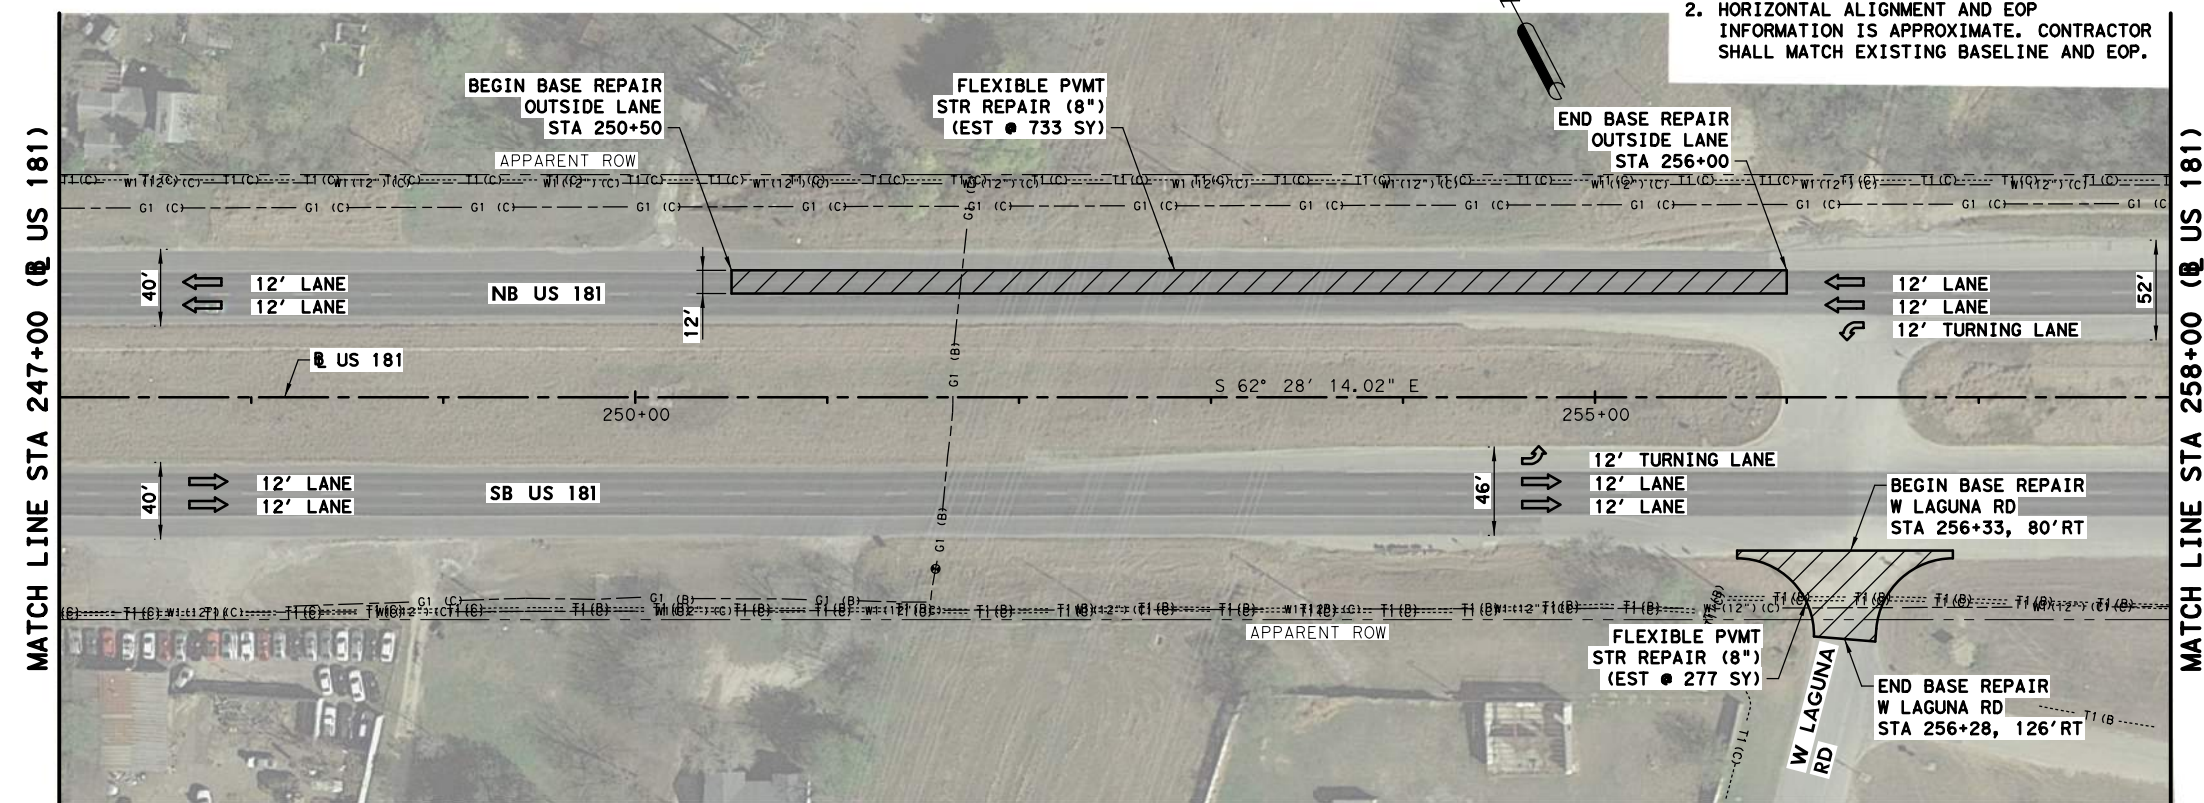 2. HORIZONTAL ALIGNMENT AND EOP
INFORMATION IS APPROXIMATE. CONTRACTOR
SHALL MATCH EXISTING BASELINE AND EOP.
MATCH LINE STA 247+00 (℄ US 181)
MATCH LINE STA 258+00 (℄ US 181)
BEGIN BASE REPAIR
OUTSIDE LANE
STA 250+50
FLEXIBLE PVMT
STR REPAIR (8")
(EST @ 733 SY)
END BASE REPAIR
OUTSIDE LANE
STA 256+00
APPARENT ROW
40'
12' LANE
12' LANE
NB US 181
12'
12' LANE
12' LANE
12' TURNING LANE
52'
℄ US 181
G1 (B)
S 62° 28' 14.02" E
250+00
255+00
40'
12' LANE
12' LANE
SB US 181
G1 (B)
46'
12' TURNING LANE
12' LANE
12' LANE
BEGIN BASE REPAIR
W LAGUNA RD
STA 256+33, 80'RT
APPARENT ROW
FLEXIBLE PVMT
STR REPAIR (8")
(EST @ 277 SY)
W LAGUNA
RD
END BASE REPAIR
W LAGUNA RD
STA 256+28, 126'RT
T1 (C)
T1 (B